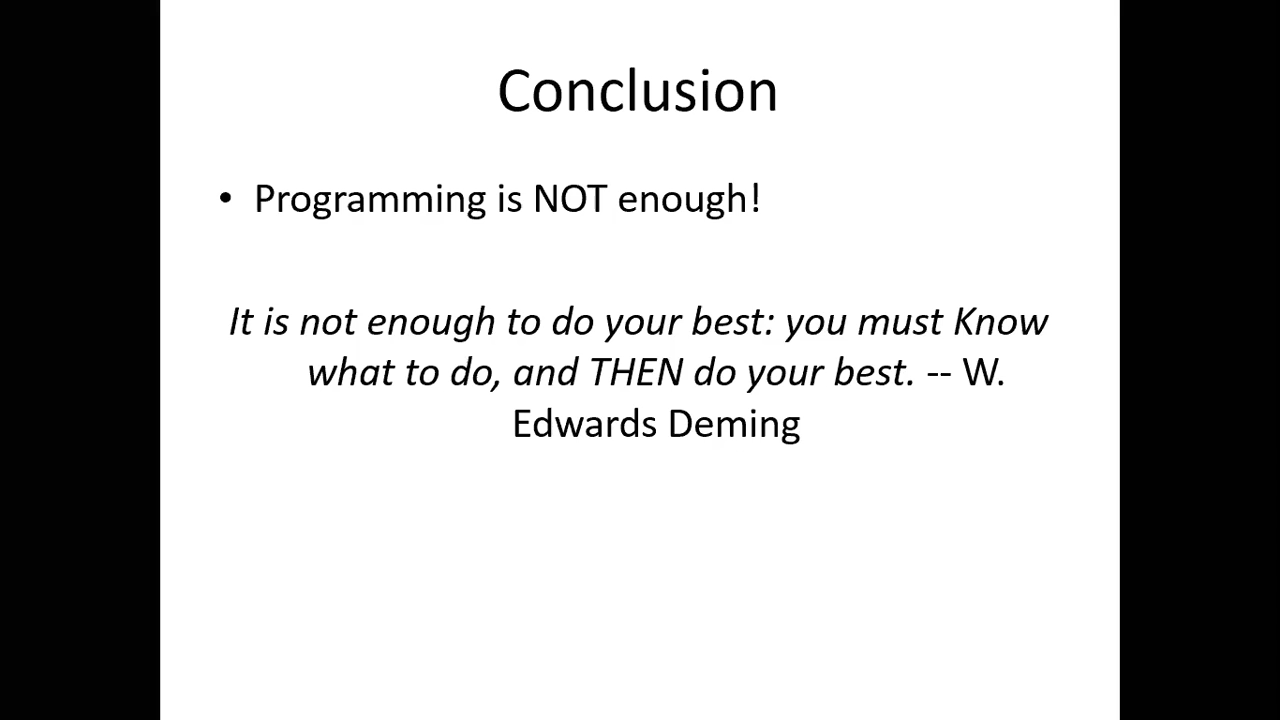 Conclusion
• Programming is NOT enough!
It is not enough to do your best: you must Know
what to do, and THEN do your best. -- W.
Edwards Deming